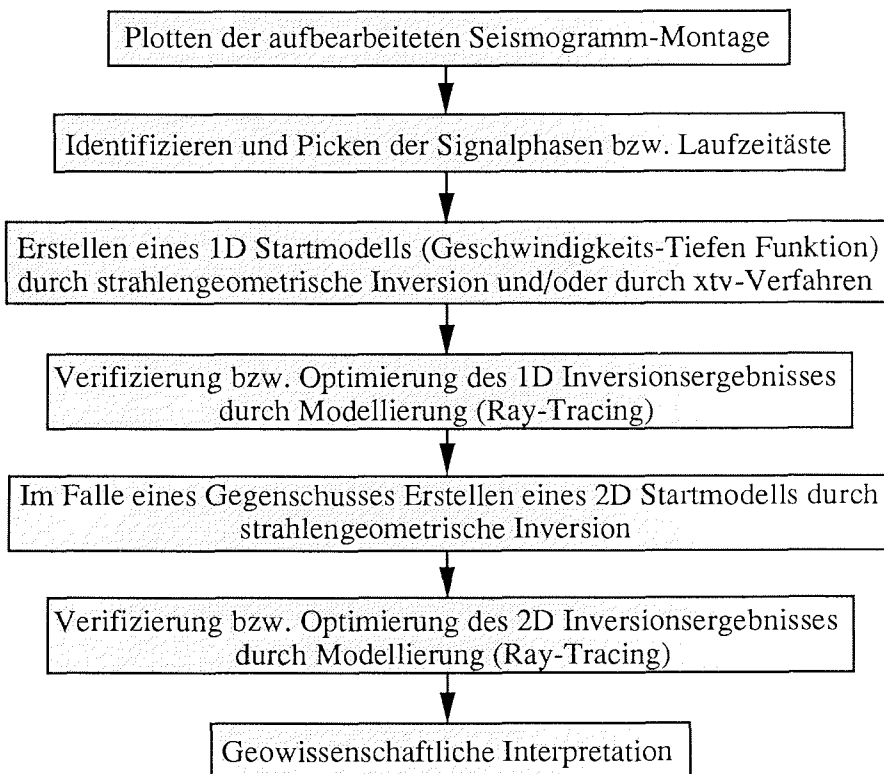 Plotten der aufbearbeiteten Seismogramm-Montage
Identifizieren und Picken der Signalphasen bzw. Laufzeitäste
Erstellen eines 1D Startmodells (Geschwindigkeits-Tiefen Funktion)
durch strahlengeometrische Inversion und/oder durch xtv-Verfahren
Verifizierung bzw. Optimierung des 1D Inversionsergebnisses
durch Modellierung (Ray-Tracing)
Im Falle eines Gegenschusses Erstellen eines 2D Startmodells durch
strahlengeometrische Inversion
Verifizierung bzw. Optimierung des 2D Inversionsergebnisses
durch Modellierung (Ray-Tracing)
Geowissenschaftliche Interpretation